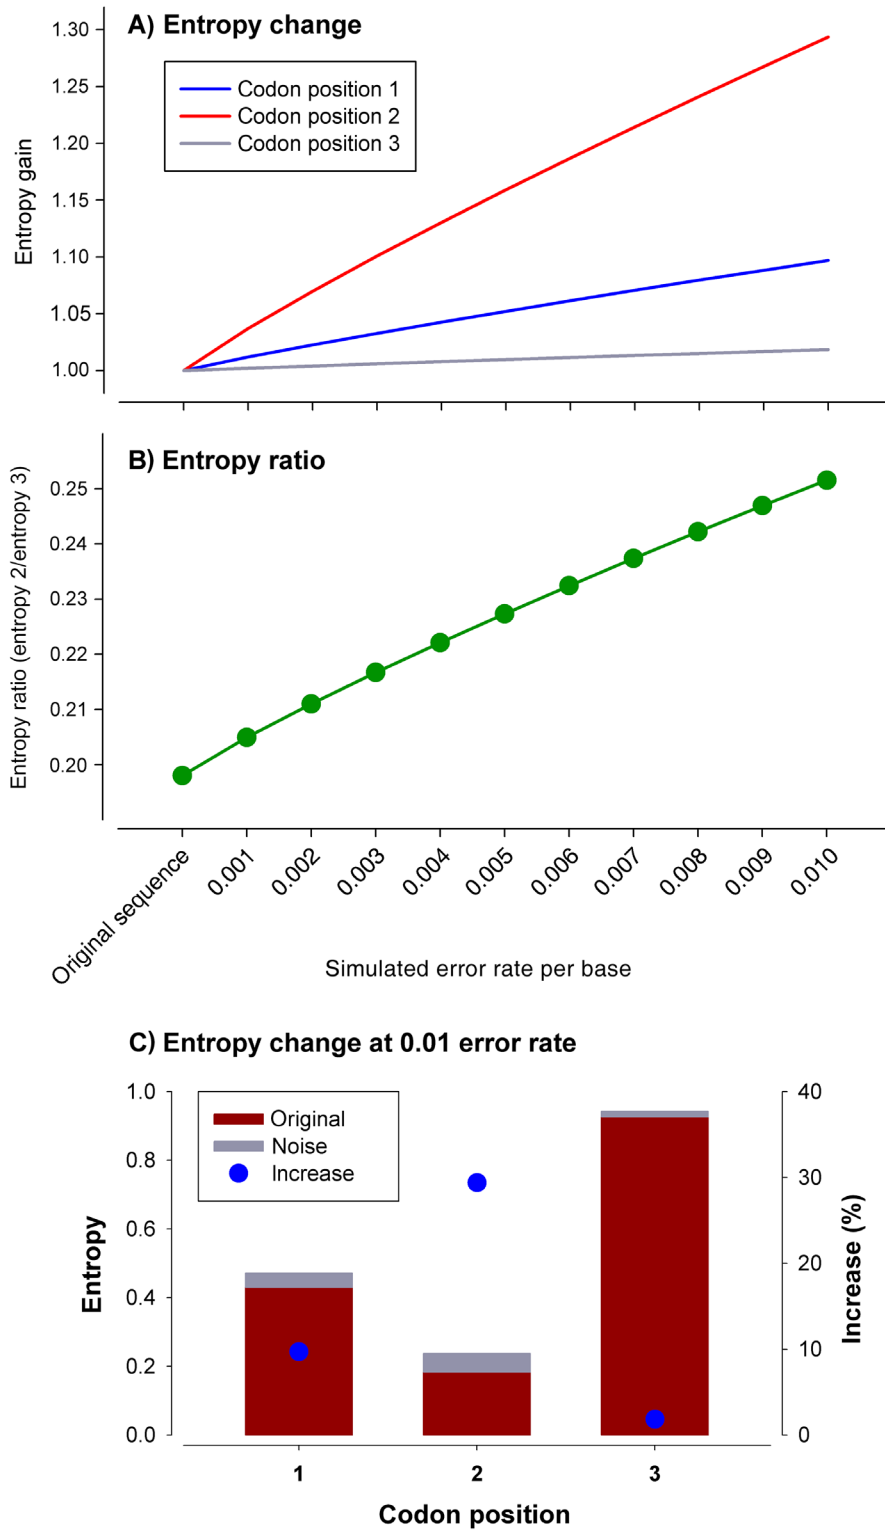 A) Entropy change
Codon position 1
Codon position 2
Codon position 3
Entropy gain
1.30
1.25
1.20
1.15
1.10
1.05
1.00
B) Entropy ratio
Entropy ratio (entropy 2/entropy 3)
0.25
0.24
0.23
0.22
0.21
0.20
Original sequence
0.001
0.002
0.003
0.004
0.005
0.006
0.007
0.008
0.009
0.010
Simulated error rate per base
C) Entropy change at 0.01 error rate
Original
Noise
Increase
Entropy
1.0
0.8
0.6
0.4
0.2
0.0
Increase (%)
40
30
20
10
0
1
2
3
Codon position